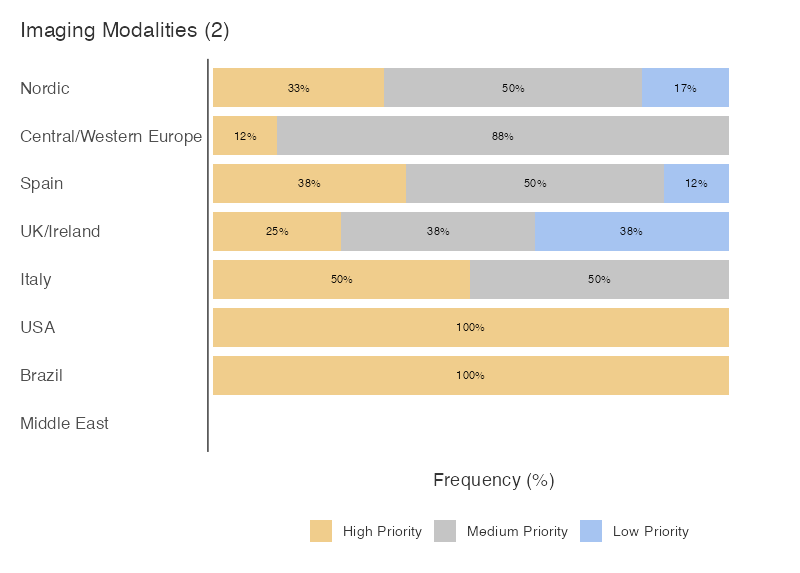 Imaging Modalities (2)
Nordic 33% 50% 17%
Central/Western Europe 12% 88%
Spain 38% 50% 12%
UK/Ireland 25% 38% 38%
Italy 50% 50%
USA 100%
Brazil 100%
Middle East
Frequency (%)
High Priority Medium Priority Low Priority